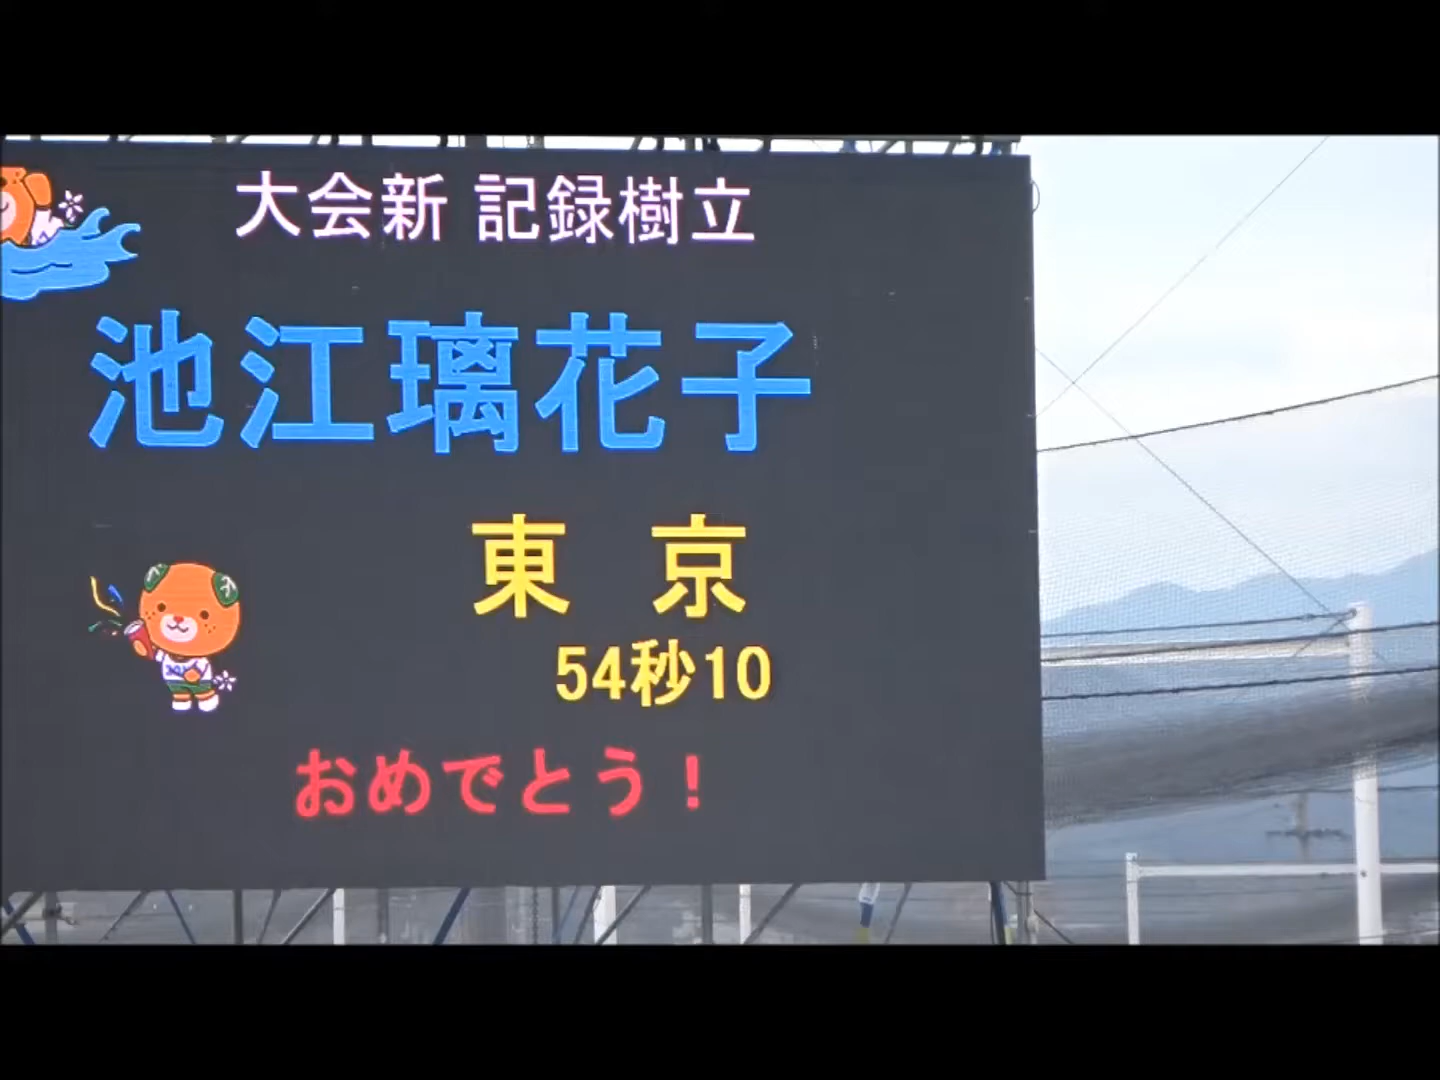 大会新 記録樹立
池江璃花子
東 京
54秒10
おめでとう！